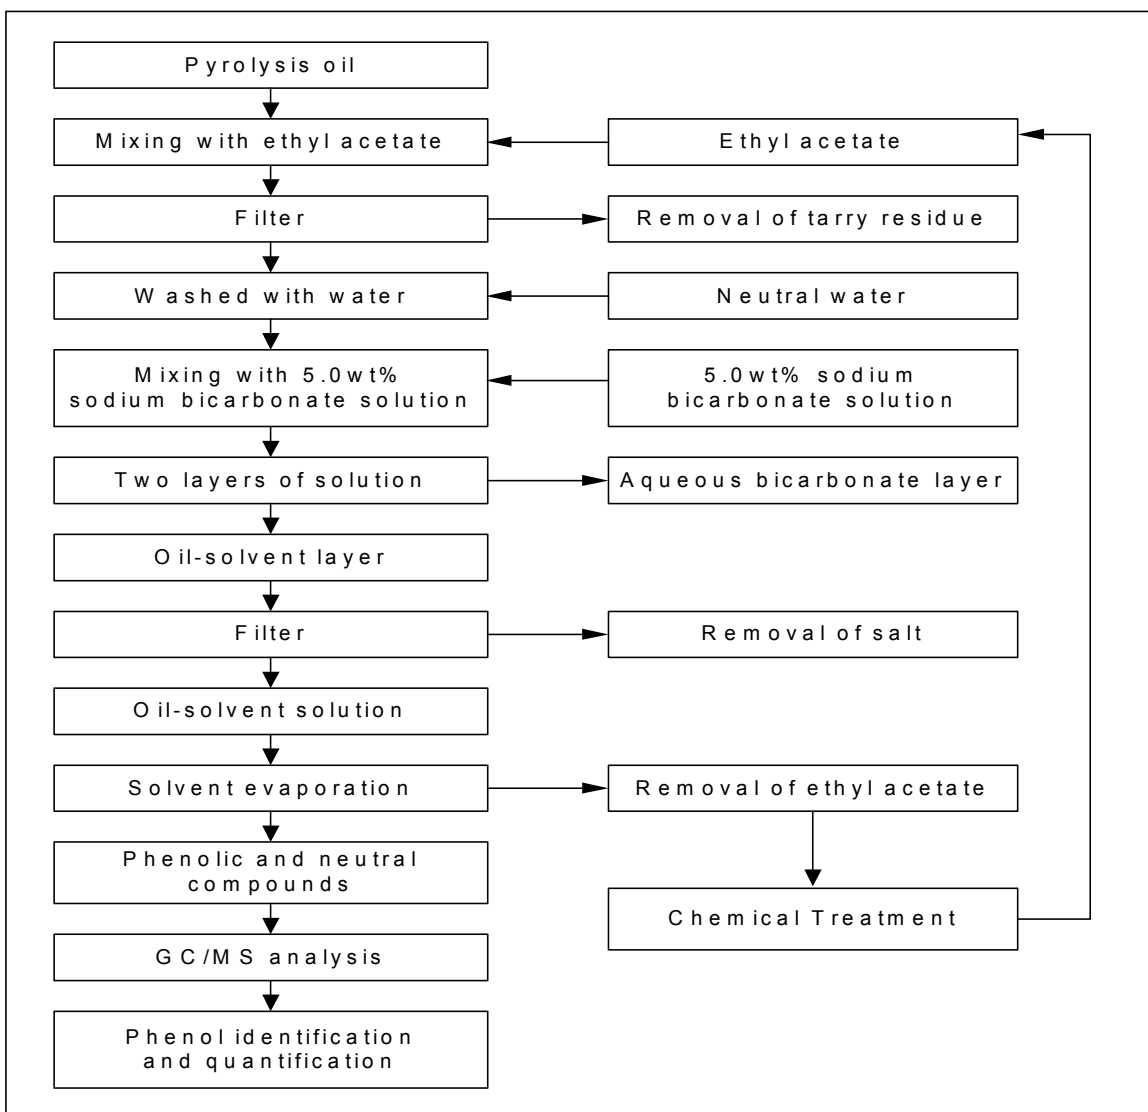 Pyrolysis oil
Mixing with ethyl acetate
Ethyl acetate
Filter
Removal of tarry residue
Washed with water
Neutral water
Mixing with 5.0wt%
sodium bicarbonate solution
5.0wt% sodium
bicarbonate solution
Two layers of solution
Aqueous bicarbonate layer
Oil-solvent layer
Filter
Removal of salt
Oil-solvent solution
Solvent evaporation
Removal of ethyl acetate
Phenolic and neutral
compounds
Chemical Treatment
GC/MS analysis
Phenol identification
and quantification